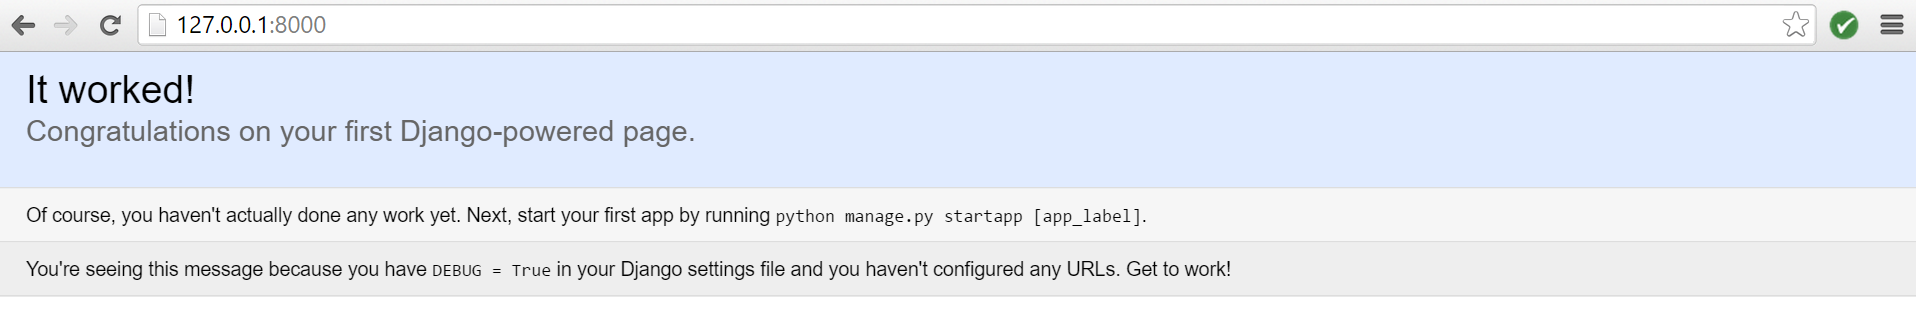 127.0.0.1:8000
It worked!
Congratulations on your first Django-powered page.
Of course, you haven't actually done any work yet. Next, start your first app by running python manage.py startapp [app_label].
You're seeing this message because you have DEBUG = True in your Django settings file and you haven't configured any URLs. Get to work!